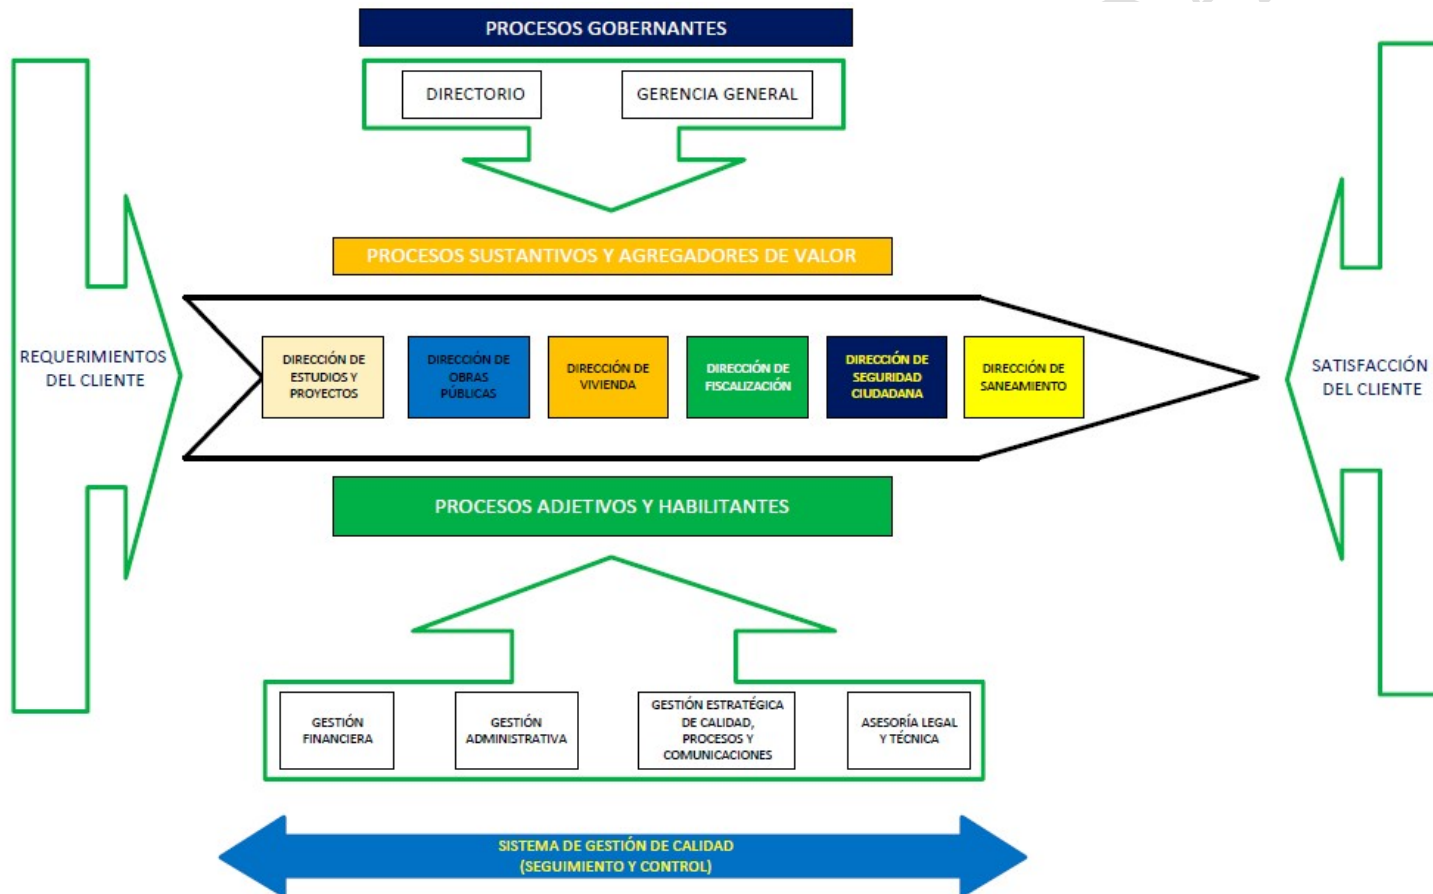 PROCESOS GOBERNANTES
DIRECTORIO
GERENCIA GENERAL
PROCESOS SUSTANTIVOS Y AGREGADORES DE VALOR
REQUERIMIENTOS
DEL CLIENTE
DIRECCIÓN DE
ESTUDIOS Y
PROYECTOS
DIRECCIÓN DE
OBRAS
PÚBLICAS
DIRECCIÓN DE
VIVIENDA
DIRECCIÓN DE
FISCALIZACIÓN
DIRECCIÓN DE
SEGURIDAD
CIUDADANA
DIRECCIÓN DE
SANEAMIENTO
SATISFACCIÓN
DEL CLIENTE
PROCESOS ADJETIVOS Y HABILITANTES
GESTIÓN
FINANCIERA
GESTIÓN
ADMINISTRATIVA
GESTIÓN ESTRATÉGICA
DE CALIDAD,
PROCESOS Y
COMUNICACIONES
ASESORÍA LEGAL
Y TÉCNICA
SISTEMA DE GESTIÓN DE CALIDAD
(SEGUIMIENTO Y CONTROL)